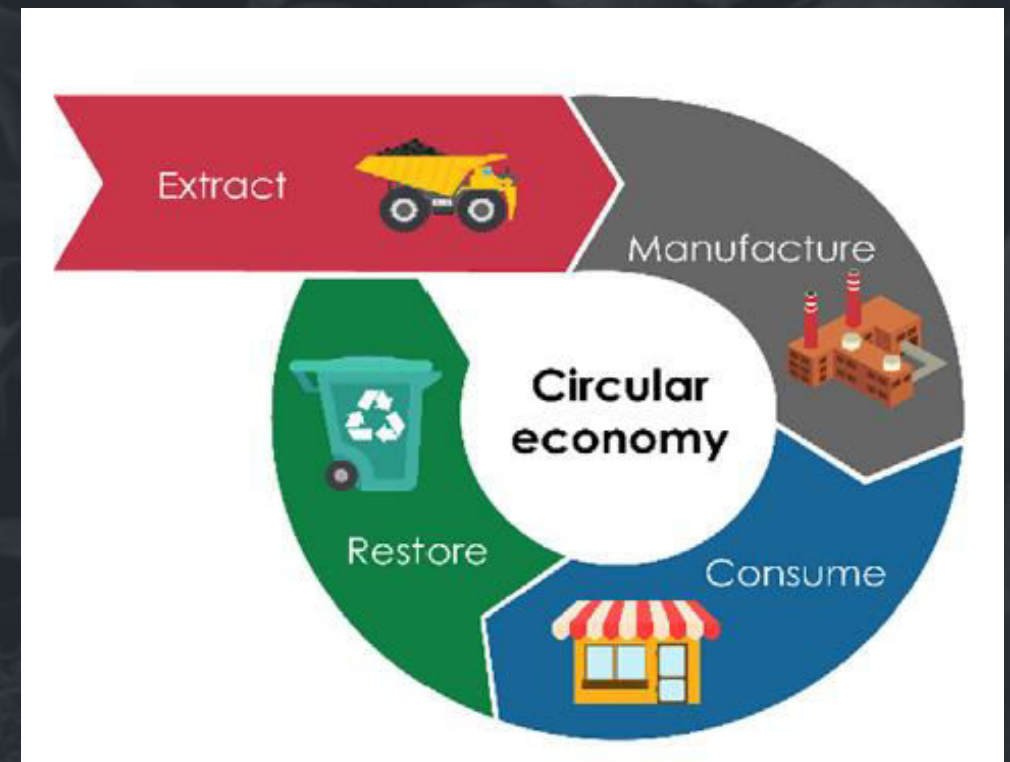 Extract
Manufacture
Circular
economy
Restore
Consume